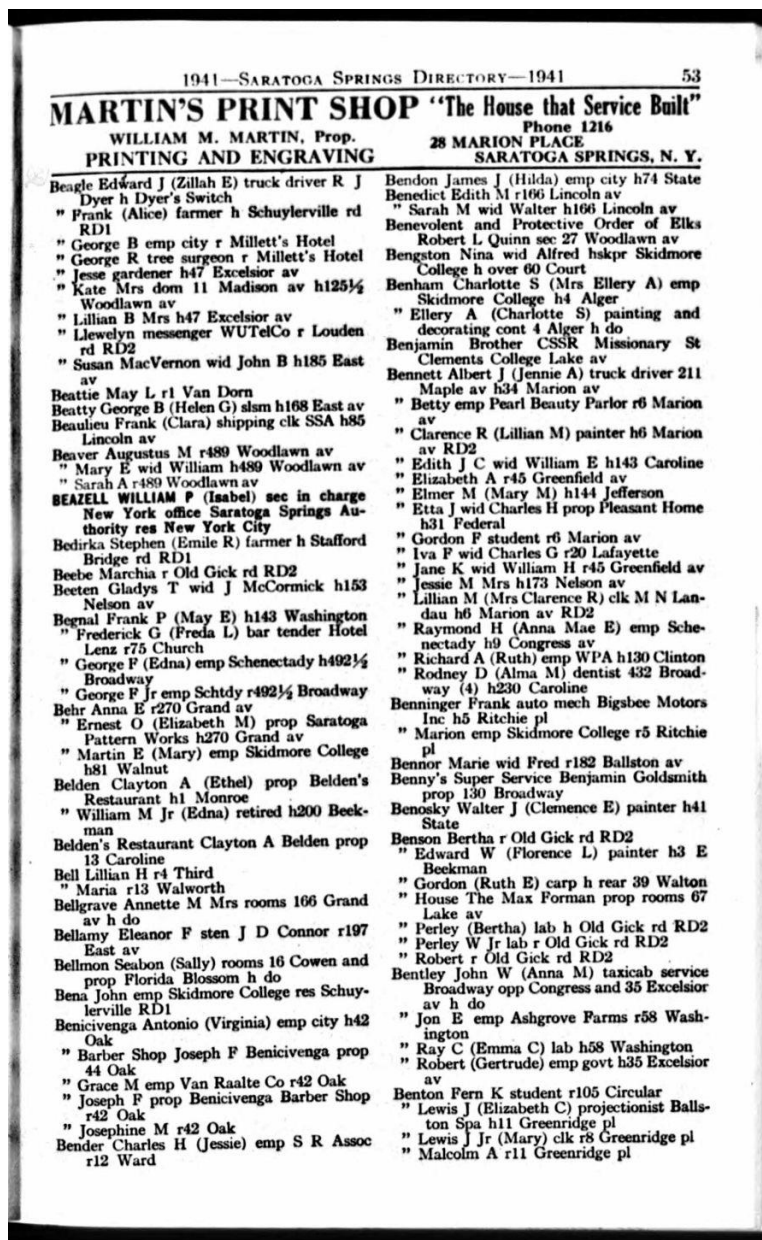 1941—SARATOGA SPRINGS DIRECTORY—1941 53
MARTIN'S PRINT SHOP "The House that Service Built"
WILLIAM M. MARTIN, Prop.
PRINTING AND ENGRAVING
Phone 1216
28 MARION PLACE
SARATOGA SPRINGS, N. Y.
Beagle Edward J (Zillah E) truck driver R J
Dyer h Dyer's Switch
" Frank (Alice) farmer h Schuylerville rd
RD1
" George B emp city r Millett's Hotel
" George R tree surgeon r Millett's Hotel
" Jesse gardener h47 Excelsior av
" Kate Mrs dom 11 Madison av h125½
Woodlawn av
" Lillian B Mrs h47 Excelsior av
" Llewelyn messenger WUTelCo r Louden
rd RD2
" Susan MacVernon wid John B h185 East
av
Beattie May L r1 Van Dorn
Beatty George B (Helen G) slsm h168 East av
Beaulieu Frank (Clara) shipping clk SSA h85
Lincoln av
Beaver Augustus M r489 Woodlawn av
" Mary E wid William h489 Woodlawn av
" Sarah A r489 Woodlawn av
BEAZELL WILLIAM P (Isabel) sec in charge
New York office Saratoga Springs Au-
thority res New York City
Bedirka Stephen (Emile R) farmer h Stafford
Bridge rd RD1
Beebe Marchia r Old Gick rd RD2
Beeten Gladys T wid J McCormick h153
Nelson av
Begnal Frank P (May E) h143 Washington
" Frederick G (Freda L) bar tender Hotel
Lenz r75 Church
" George F (Edna) emp Schenectady h492½
Broadway
" George F Jr emp Schtdy r492½ Broadway
Behr Anna E r270 Grand av
" Ernest O (Elizabeth M) prop Saratoga
Pattern Works h270 Grand av
" Martin E (Mary) emp Skidmore College
h81 Walnut
Belden Clayton A (Ethel) prop Belden's
Restaurant h1 Monroe
" William M Jr (Edna) retired h200 Beek-
man
Belden's Restaurant Clayton A Belden prop
13 Caroline
Bell Lillian H r4 Third
" Maria r13 Walworth
Bellgrave Annette M Mrs rooms 166 Grand
av h do
Bellamy Eleanor F sten J D Connor r197
East av
Bellmon Seabon (Sally) rooms 16 Cowen and
prop Florida Blossom h do
Bena John emp Skidmore College res Schuy-
lerville RD1
Benicivenga Antonio (Virginia) emp city h42
Oak
" Barber Shop Joseph F Benicivenga prop
44 Oak
" Grace M emp Van Raalte Co r42 Oak
" Joseph F prop Benicivenga Barber Shop
r42 Oak
" Josephine M r42 Oak
Bender Charles H (Jessie) emp S R Assoc
r12 Ward
Bendon James J (Hilda) emp city h74 State
Benedict Edith M r166 Lincoln av
" Sarah M wid Walter h166 Lincoln av
Benevolent and Protective Order of Elks
Robert L Quinn sec 27 Woodlawn av
Bengston Nina wid Alfred hskpr Skidmore
College h over 60 Court
Benham Charlotte S (Mrs Ellery A) emp
Skidmore College h4 Alger
" Ellery A (Charlotte S) painting and
decorating cont 4 Alger h do
Benjamin Brother CSSR Missionary St
Clements College Lake av
Bennett Albert J (Jennie A) truck driver 211
Maple av h34 Marion av
" Betty emp Pearl Beauty Parlor r6 Marion
av
" Clarence R (Lillian M) painter h6 Marion
av RD2
" Edith J C wid William E h143 Caroline
" Elizabeth A r45 Greenfield av
" Elmer M (Mary M) h144 Jefferson
" Etta J wid Charles H prop Pleasant Home
h31 Federal
" Gordon F student r6 Marion av
" Iva F wid Charles G r20 Lafayette
" Jane K wid William H r45 Greenfield av
" Jessie M Mrs h173 Nelson av
" Lillian M (Mrs Clarence R) clk M N Lan-
dau h6 Marion av RD2
" Raymond H (Anna Mae E) emp Sche-
nectady h9 Congress av
" Richard A (Ruth) emp WPA h130 Clinton
" Rodney D (Alma M) dentist 432 Broad-
way (4) h230 Caroline
Benninger Frank auto mech Bigsbee Motors
Inc h5 Ritchie pl
" Marion emp Skidmore College r5 Ritchie
pl
Bennor Marie wid Fred r182 Ballston av
Benny's Super Service Benjamin Goldsmith
prop 130 Broadway
Benosky Walter J (Clemence E) painter h41
State
Benson Bertha r Old Gick rd RD2
" Edward W (Florence L) painter h3 E
Beekman
" Gordon (Ruth E) carp h rear 39 Walton
" House The Max Forman prop rooms 67
Lake av
" Perley (Bertha) lab h Old Gick rd RD2
" Perley W Jr lab r Old Gick rd RD2
" Robert r Old Gick rd RD2
Bentley John W (Anna M) taxicab service
Broadway opp Congress and 35 Excelsior
av h do
" Jon E emp Ashgrove Farms r58 Wash-
ington
" Ray C (Emma C) lab h58 Washington
" Robert (Gertrude) emp govt h35 Excelsior
av
Benton Fern K student r105 Circular
" Lewis J (Elizabeth C) projectionist Balls-
ton Spa h11 Greenridge pl
" Lewis J Jr (Mary) clk r8 Greenridge pl
" Malcolm A r11 Greenridge pl